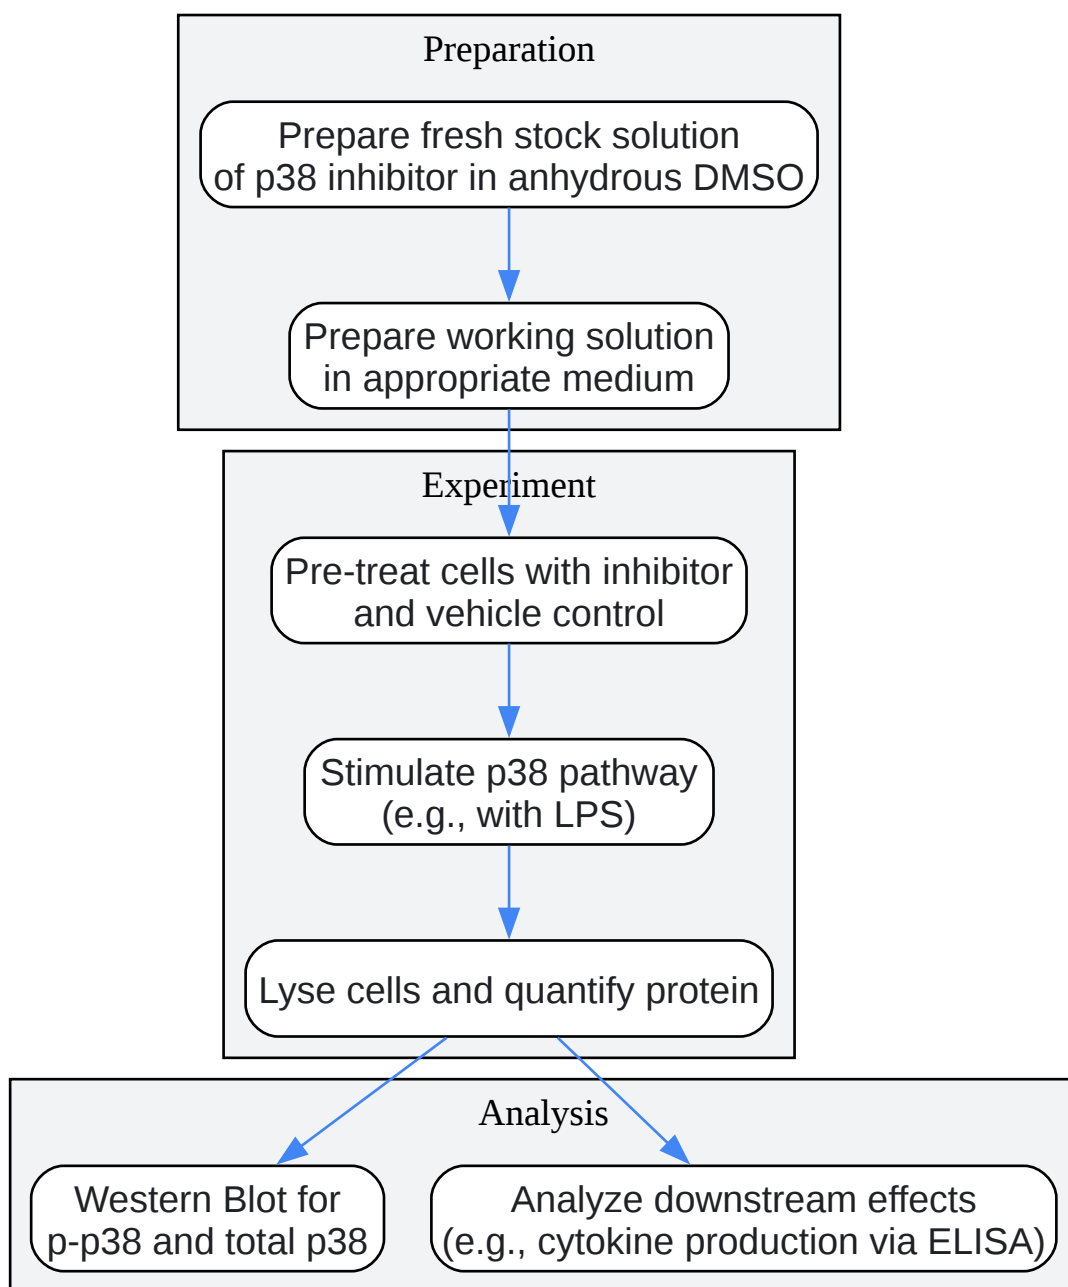 Preparation
Prepare fresh stock solution
of p38 inhibitor in anhydrous DMSO
Prepare working solution
in appropriate medium
Experiment
Pre-treat cells with inhibitor
and vehicle control
Stimulate p38 pathway
(e.g., with LPS)
Lyse cells and quantify protein
Analysis
Western Blot for
p-p38 and total p38
Analyze downstream effects
(e.g., cytokine production via ELISA)